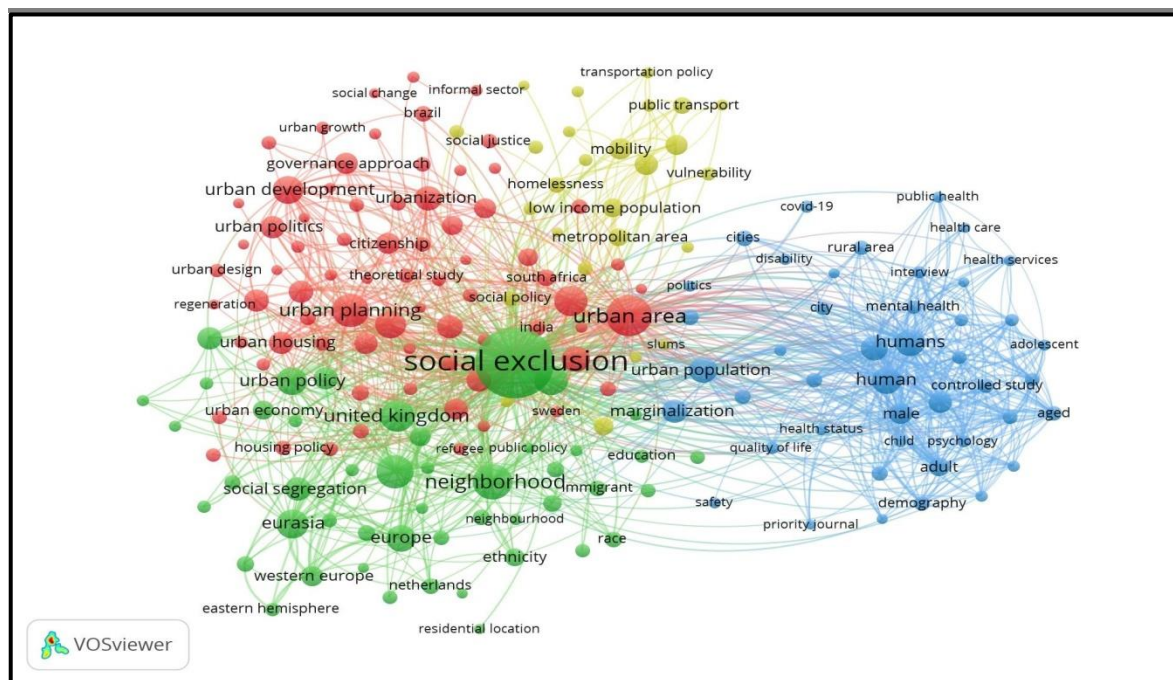 transportation policy
social change
informal sector
public transport
brazil
urban growth
social justice
mobility
governance approach
vulnerability
homelessness
urban development
urbanization
public health
low income population
covid-19
urban politics
health care
citizenship
metropolitan area
cities
rural area
disability
health services
urban design
theoretical study
south africa
interview
politics
regeneration
social policy
mental health
city
urban planning
urban area
india
humans
urban housing
slums
adolescent
social exclusion
urban population
urban policy
human
controlled study
urban economy
united kingdom
sweden
marginalization
male
aged
health status
housing policy
refugee
public policy
quality of life
child
psychology
education
adult
neighborhood
social segregation
immigrant
safety
demography
eurasia
neighbourhood
priority journal
europe
race
ethnicity
western europe
netherlands
eastern hemisphere
residential location
VOSviewer